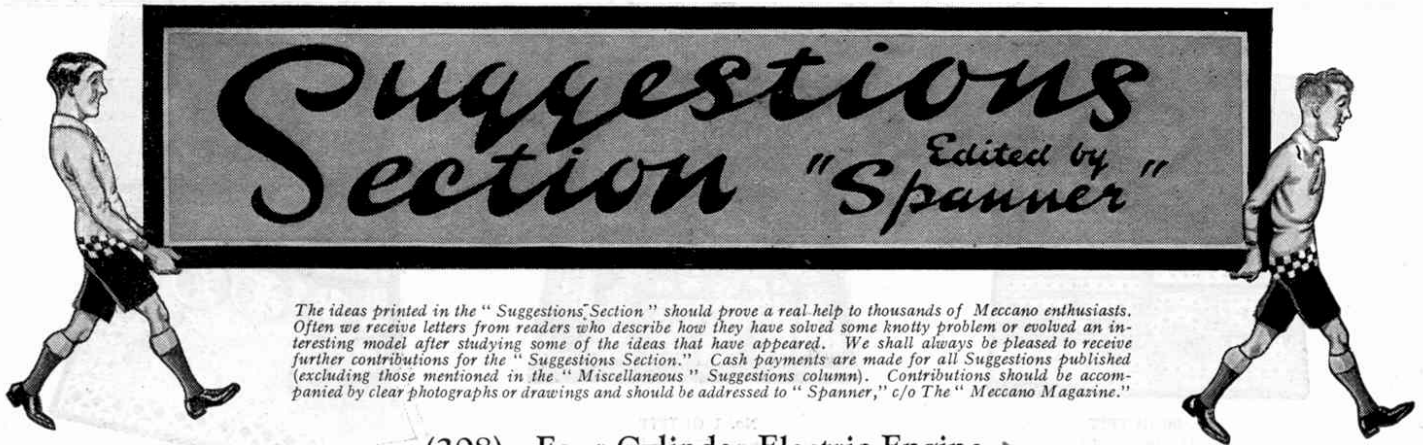 Suggestions
Section
Edited by
"Spanner"
The ideas printed in the "Suggestions Section" should prove a real help to thousands of Meccano enthusiasts.
Often we receive letters from readers who describe how they have solved some knotty problem or evolved an in-
teresting model after studying some of the ideas that have appeared. We shall always be pleased to receive
further contributions for the "Suggestions Section." Cash payments are made for all Suggestions published
(excluding those mentioned in the "Miscellaneous" Suggestions column). Contributions should be accom-
panied by clear photographs or drawings and should be addressed to "Spanner," c/o The "Meccano Magazine."